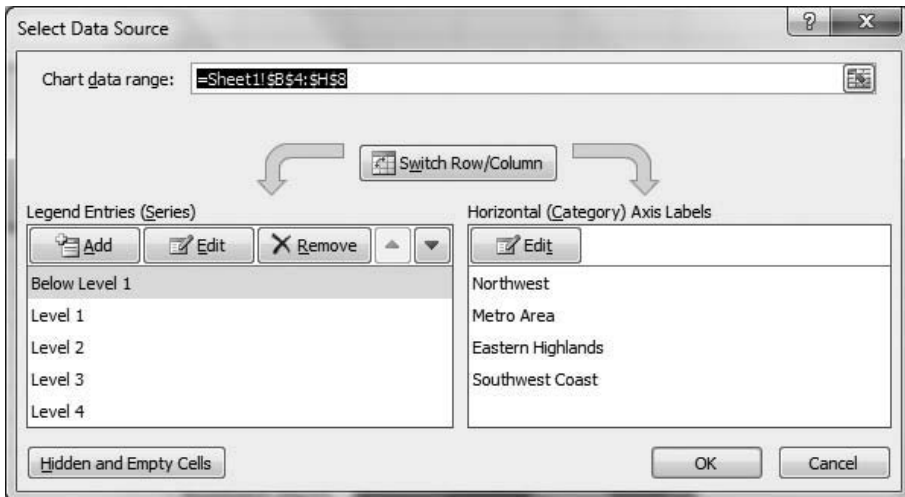 Select Data Source
? X
Chart data range: =Sheet1!$B$4:$H$8
Switch Row/Column
Legend Entries (Series)
Add Edit Remove
Below Level 1
Level 1
Level 2
Level 3
Level 4
Horizontal (Category) Axis Labels
Edit
Northwest
Metro Area
Eastern Highlands
Southwest Coast
Hidden and Empty Cells
OK Cancel